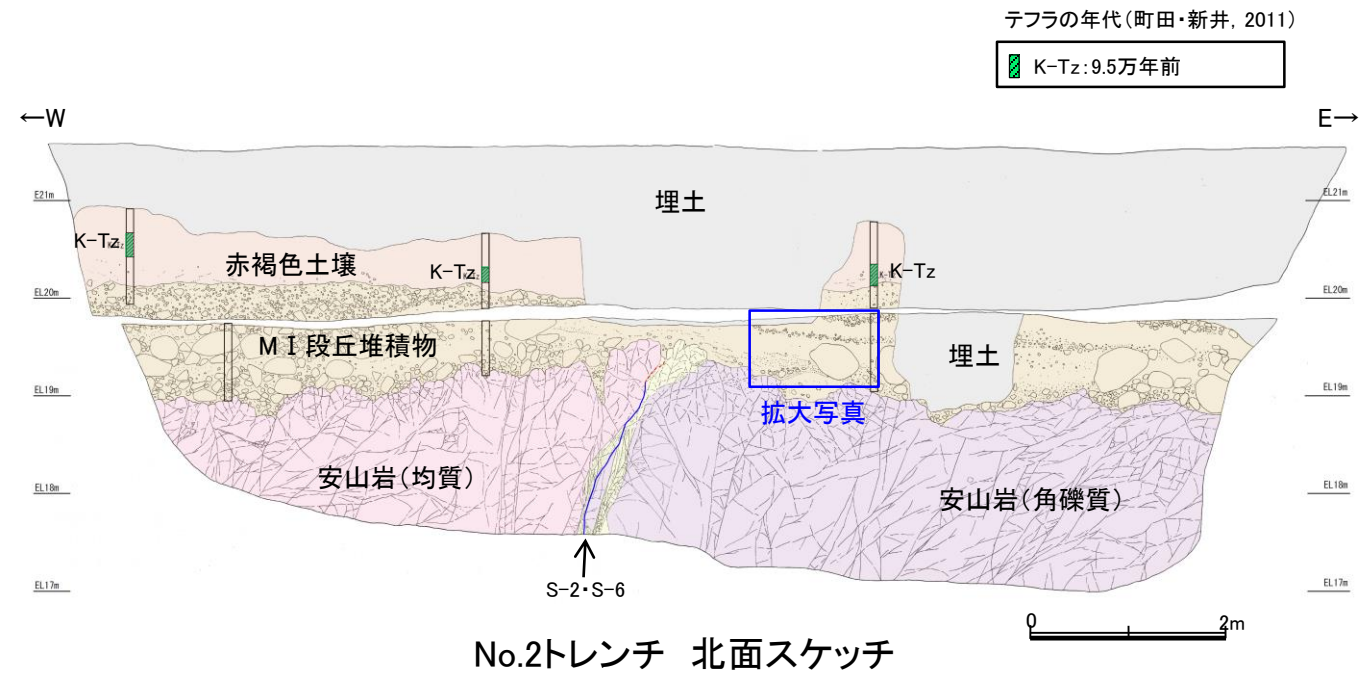 テフラの年代(町田・新井, 2011)
K-Tz:9.5万年前
←W
E→
埋土
E21m
EL21m
K-Tz
赤褐色土壌
K-Tz
K-Tz
EL20m
EL20m
MⅠ段丘堆積物
埋土
EL19m
EL19m
拡大写真
安山岩(均質)
安山岩(角礫質)
EL18m
EL18m
EL17m
EL17m
S-2・S-6
0
2m
No.2トレンチ 北面スケッチ